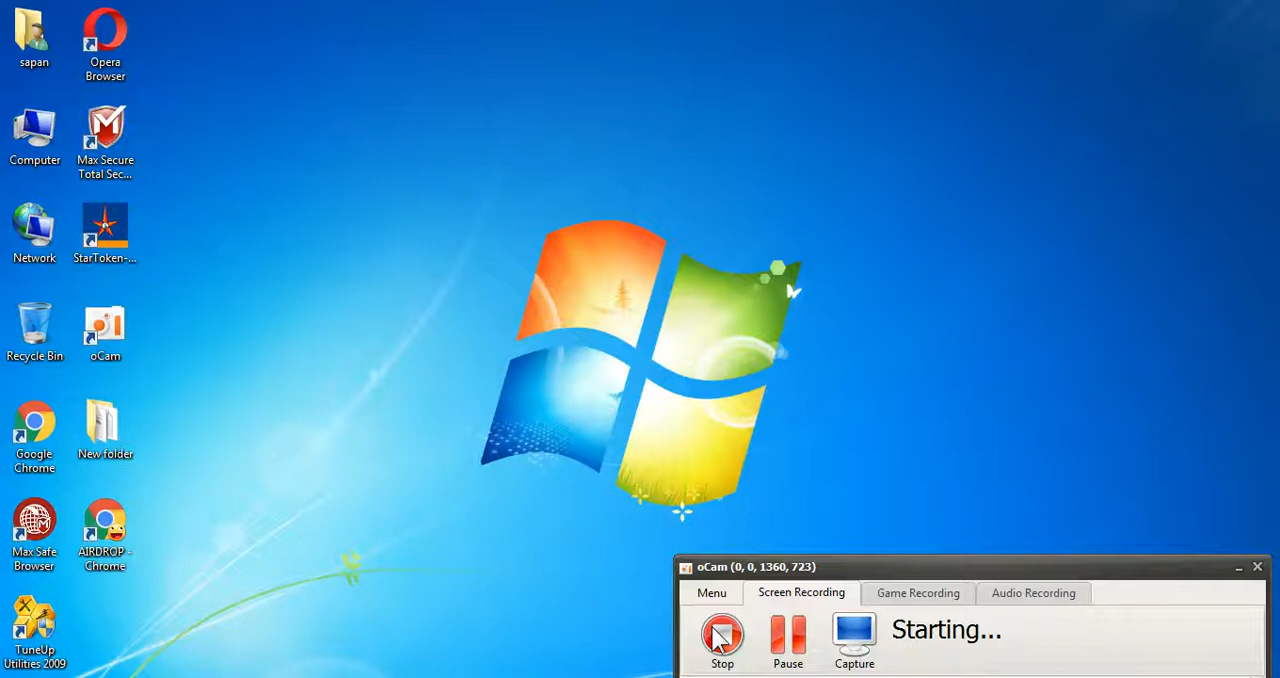 sapan
Opera
Browser
Computer
Max Secure
Total Sec...
Network
StarToken-...
Recycle Bin
oCam
Google
Chrome
New folder
Max Safe
Browser
AIRDROP -
Chrome
TuneUp
Utilities 2009
oCam (0, 0, 1360, 723)
Menu
Screen Recording
Game Recording
Audio Recording
Starting...
Stop
Pause
Capture